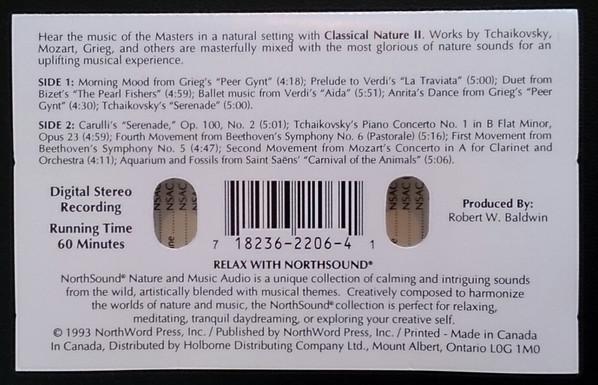 Hear the music of the Masters in a natural setting with Classical Nature II. Works by Tchaikovsky,
Mozart, Grieg, and others are masterfully mixed with the most glorious of nature sounds for an
uplifting musical experience.
SIDE 1: Morning Mood from Grieg's "Peer Gynt" (4:18); Prelude to Verdi's "La Traviata" (5:00); Duet from
Bizet's "The Pearl Fishers" (4:59); Ballet music from Verdi's "Aida" (5:51); Anrita's Dance from Grieg's "Peer
Gynt" (4:30); Tchaikovsky's "Serenade" (5:00).
SIDE 2: Carulli's "Serenade," Op. 100, No. 2 (5:01); Tchaikovsky's Piano Concerto No. 1 in B Flat Minor,
Opus 23 (4:59); Fourth Movement from Beethoven's Symphony No. 6 (Pastorale) (5:16); First Movement from
Beethoven's Symphony No. 5 (4:47); Second Movement from Mozart's Concerto in A for Clarinet and
Orchestra (4:11); Aquarium and Fossils from Saint Saëns' "Carnival of the Animals" (5:06).
Digital Stereo
Recording
Running Time
60 Minutes
NSAC
NSAC
7 18236-2206-4 1
NSAC
NSAC
Produced By:
Robert W. Baldwin
RELAX WITH NORTHSOUND®
NorthSound® Nature and Music Audio is a unique collection of calming and intriguing sounds
from the wild, artistically blended with musical themes. Creatively composed to harmonize
the worlds of nature and music, the NorthSound® collection is perfect for relaxing,
meditating, tranquil daydreaming, or exploring your creative self.
© 1993 NorthWord Press, Inc. / Published by NorthWord Press, Inc. / Printed - Made in Canada
In Canada, Distributed by Holborne Distributing Company Ltd., Mount Albert, Ontario L0G 1M0